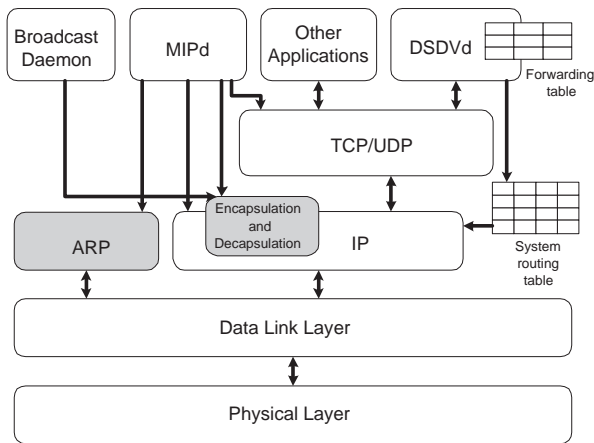 Broadcast
Daemon
MIPd
Other
Applications
DSDVd
Forwarding
table
TCP/UDP
Encapsulation
and
Decapsulation
ARP
IP
System
routing
table
Data Link Layer
Physical Layer